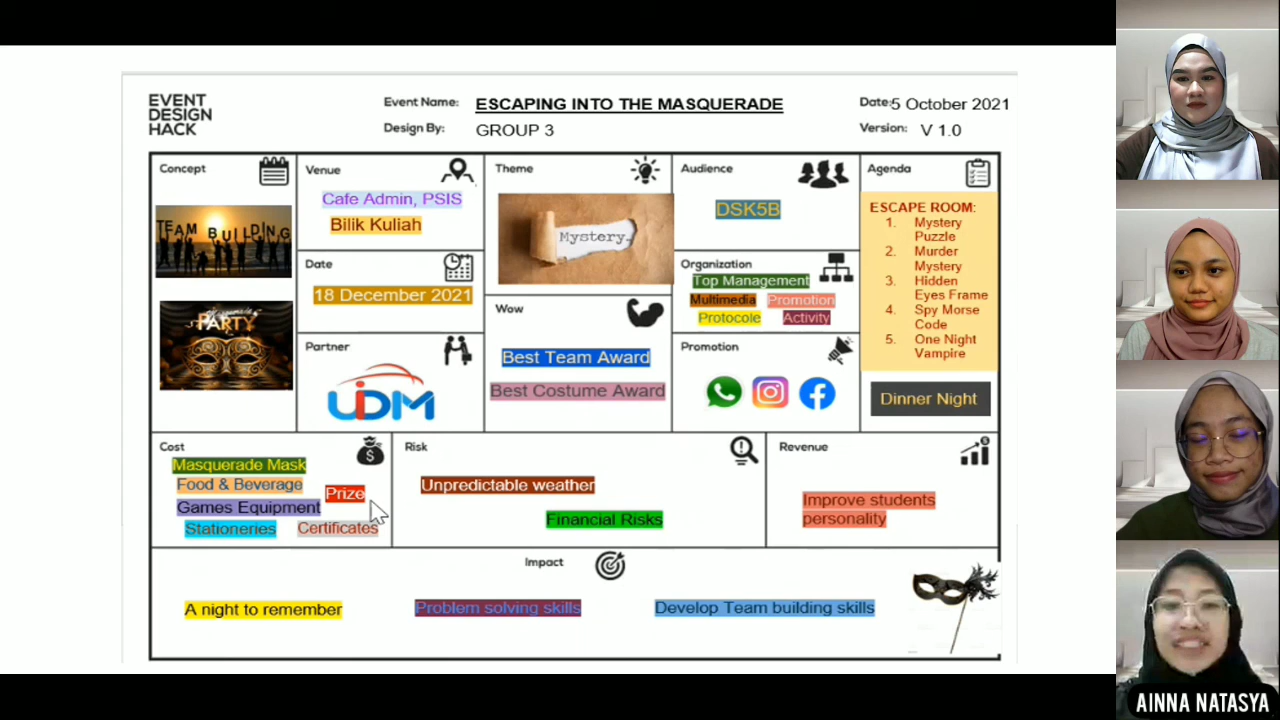 EVENT
DESIGN
HACK
Event Name: ESCAPING INTO THE MASQUERADE
Design By: GROUP 3
Date: 5 October 2021
Version: V 1.0
Concept
TEAM BUILDING
PARTY
Venue
Cafe Admin, PSIS
Bilik Kuliah
Date
18 December 2021
Partner
UDM
Theme
Mystery.
Wow
Best Team Award
Best Costume Award
Audience
DSK5B
Organization
Top Management
Multimedia Promotion
Protocole Activity
Promotion
Agenda
ESCAPE ROOM:
1. Mystery
Puzzle
2. Murder
Mystery
3. Hidden
Eyes Frame
4. Spy Morse
Code
5. One Night
Vampire
Dinner Night
Cost
Masquerade Mask
Food & Beverage
Prize
Games Equipment
Stationeries Certificates
Risk
Unpredictable weather
Financial Risks
Revenue
Improve students
personality
Impact
A night to remember
Problem solving skills
Develop Team building skills
AINNA NATASYA